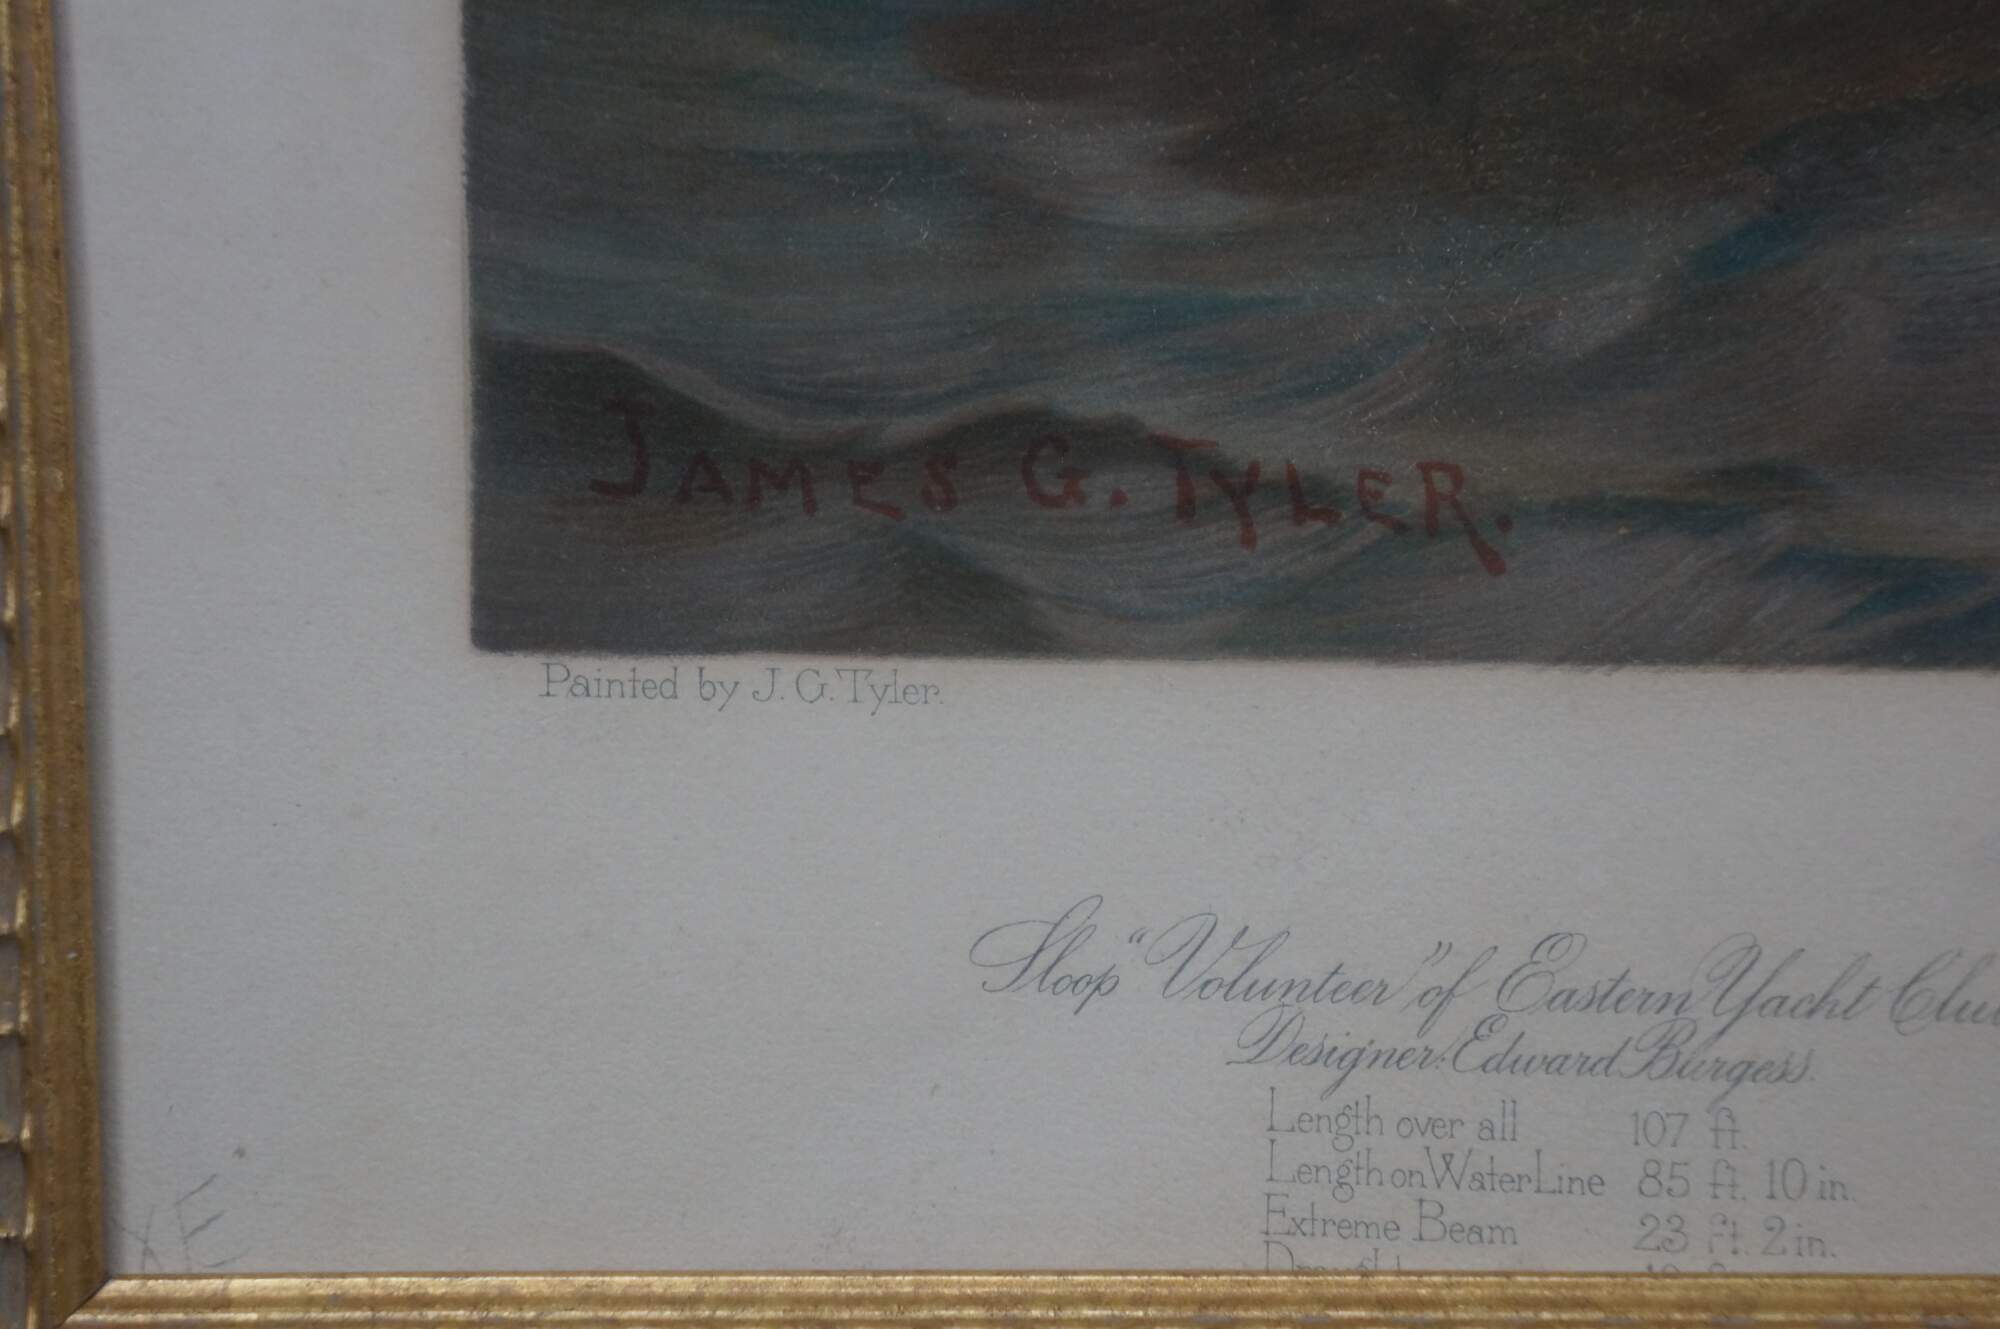 JAMES G. TYLER.
Painted by J. G. Tyler.
Sloop "Volunteer" of Eastern Yacht Clu
Designer: Edward Burgess.
Length over all 107 ft.
Length on Water Line 85 ft. 10 in.
Extreme Beam 23 ft. 2 in.